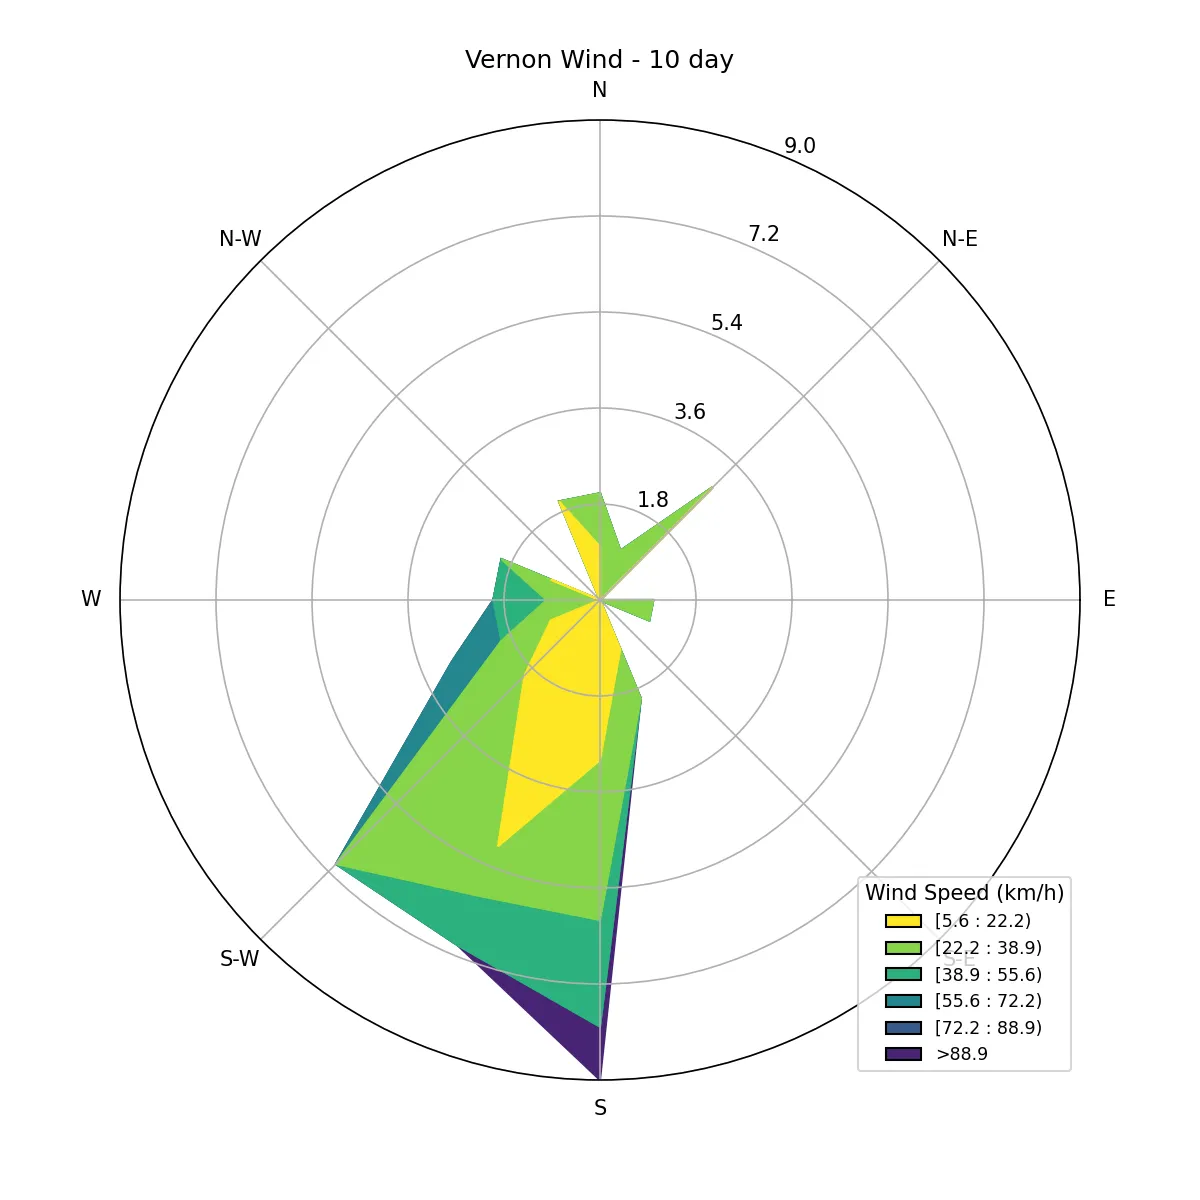 Vernon Wind - 10 day
N
9.0
N-W
7.2
N-E
5.4
3.6
1.8
W
E
S-W
S-E
S
Wind Speed (km/h)
[5.6 : 22.2)
[22.2 : 38.9)
[38.9 : 55.6)
[55.6 : 72.2)
[72.2 : 88.9)
>88.9